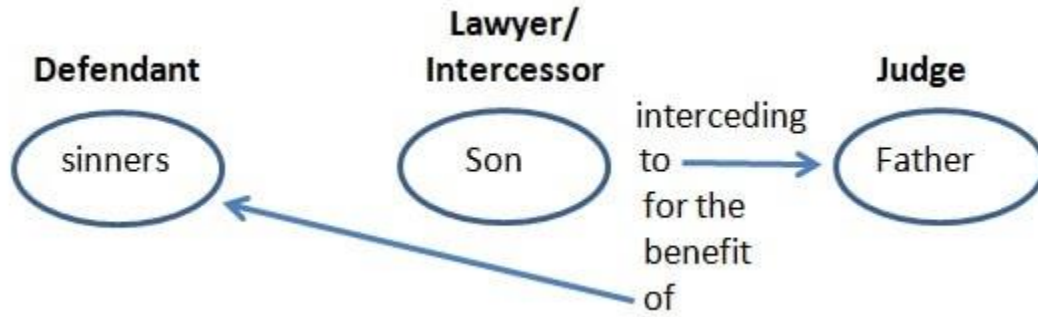 Lawyer/
Defendant Intercessor Judge
sinners Son interceding Father
to
for the
benefit
of